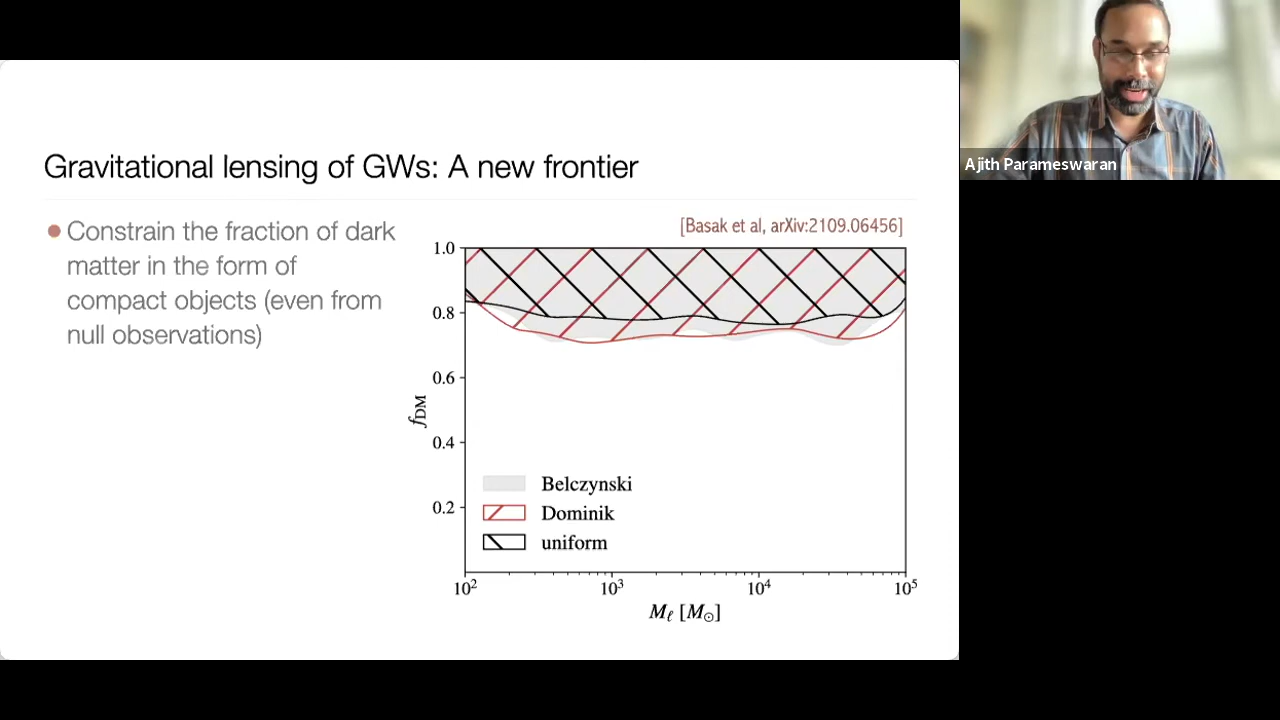 Gravitational lensing of GWs: A new frontier
Constrain the fraction of dark
matter in the form of
compact objects (even from
null observations)
[Basak et al, arXiv:2109.06456]
1.0
0.8
0.6
0.4
0.2
f_DM
Belczynski
Dominik
uniform
10² 10³ 10⁴ 10⁵
M_ℓ [M_⊙]
Ajith Parameswaran